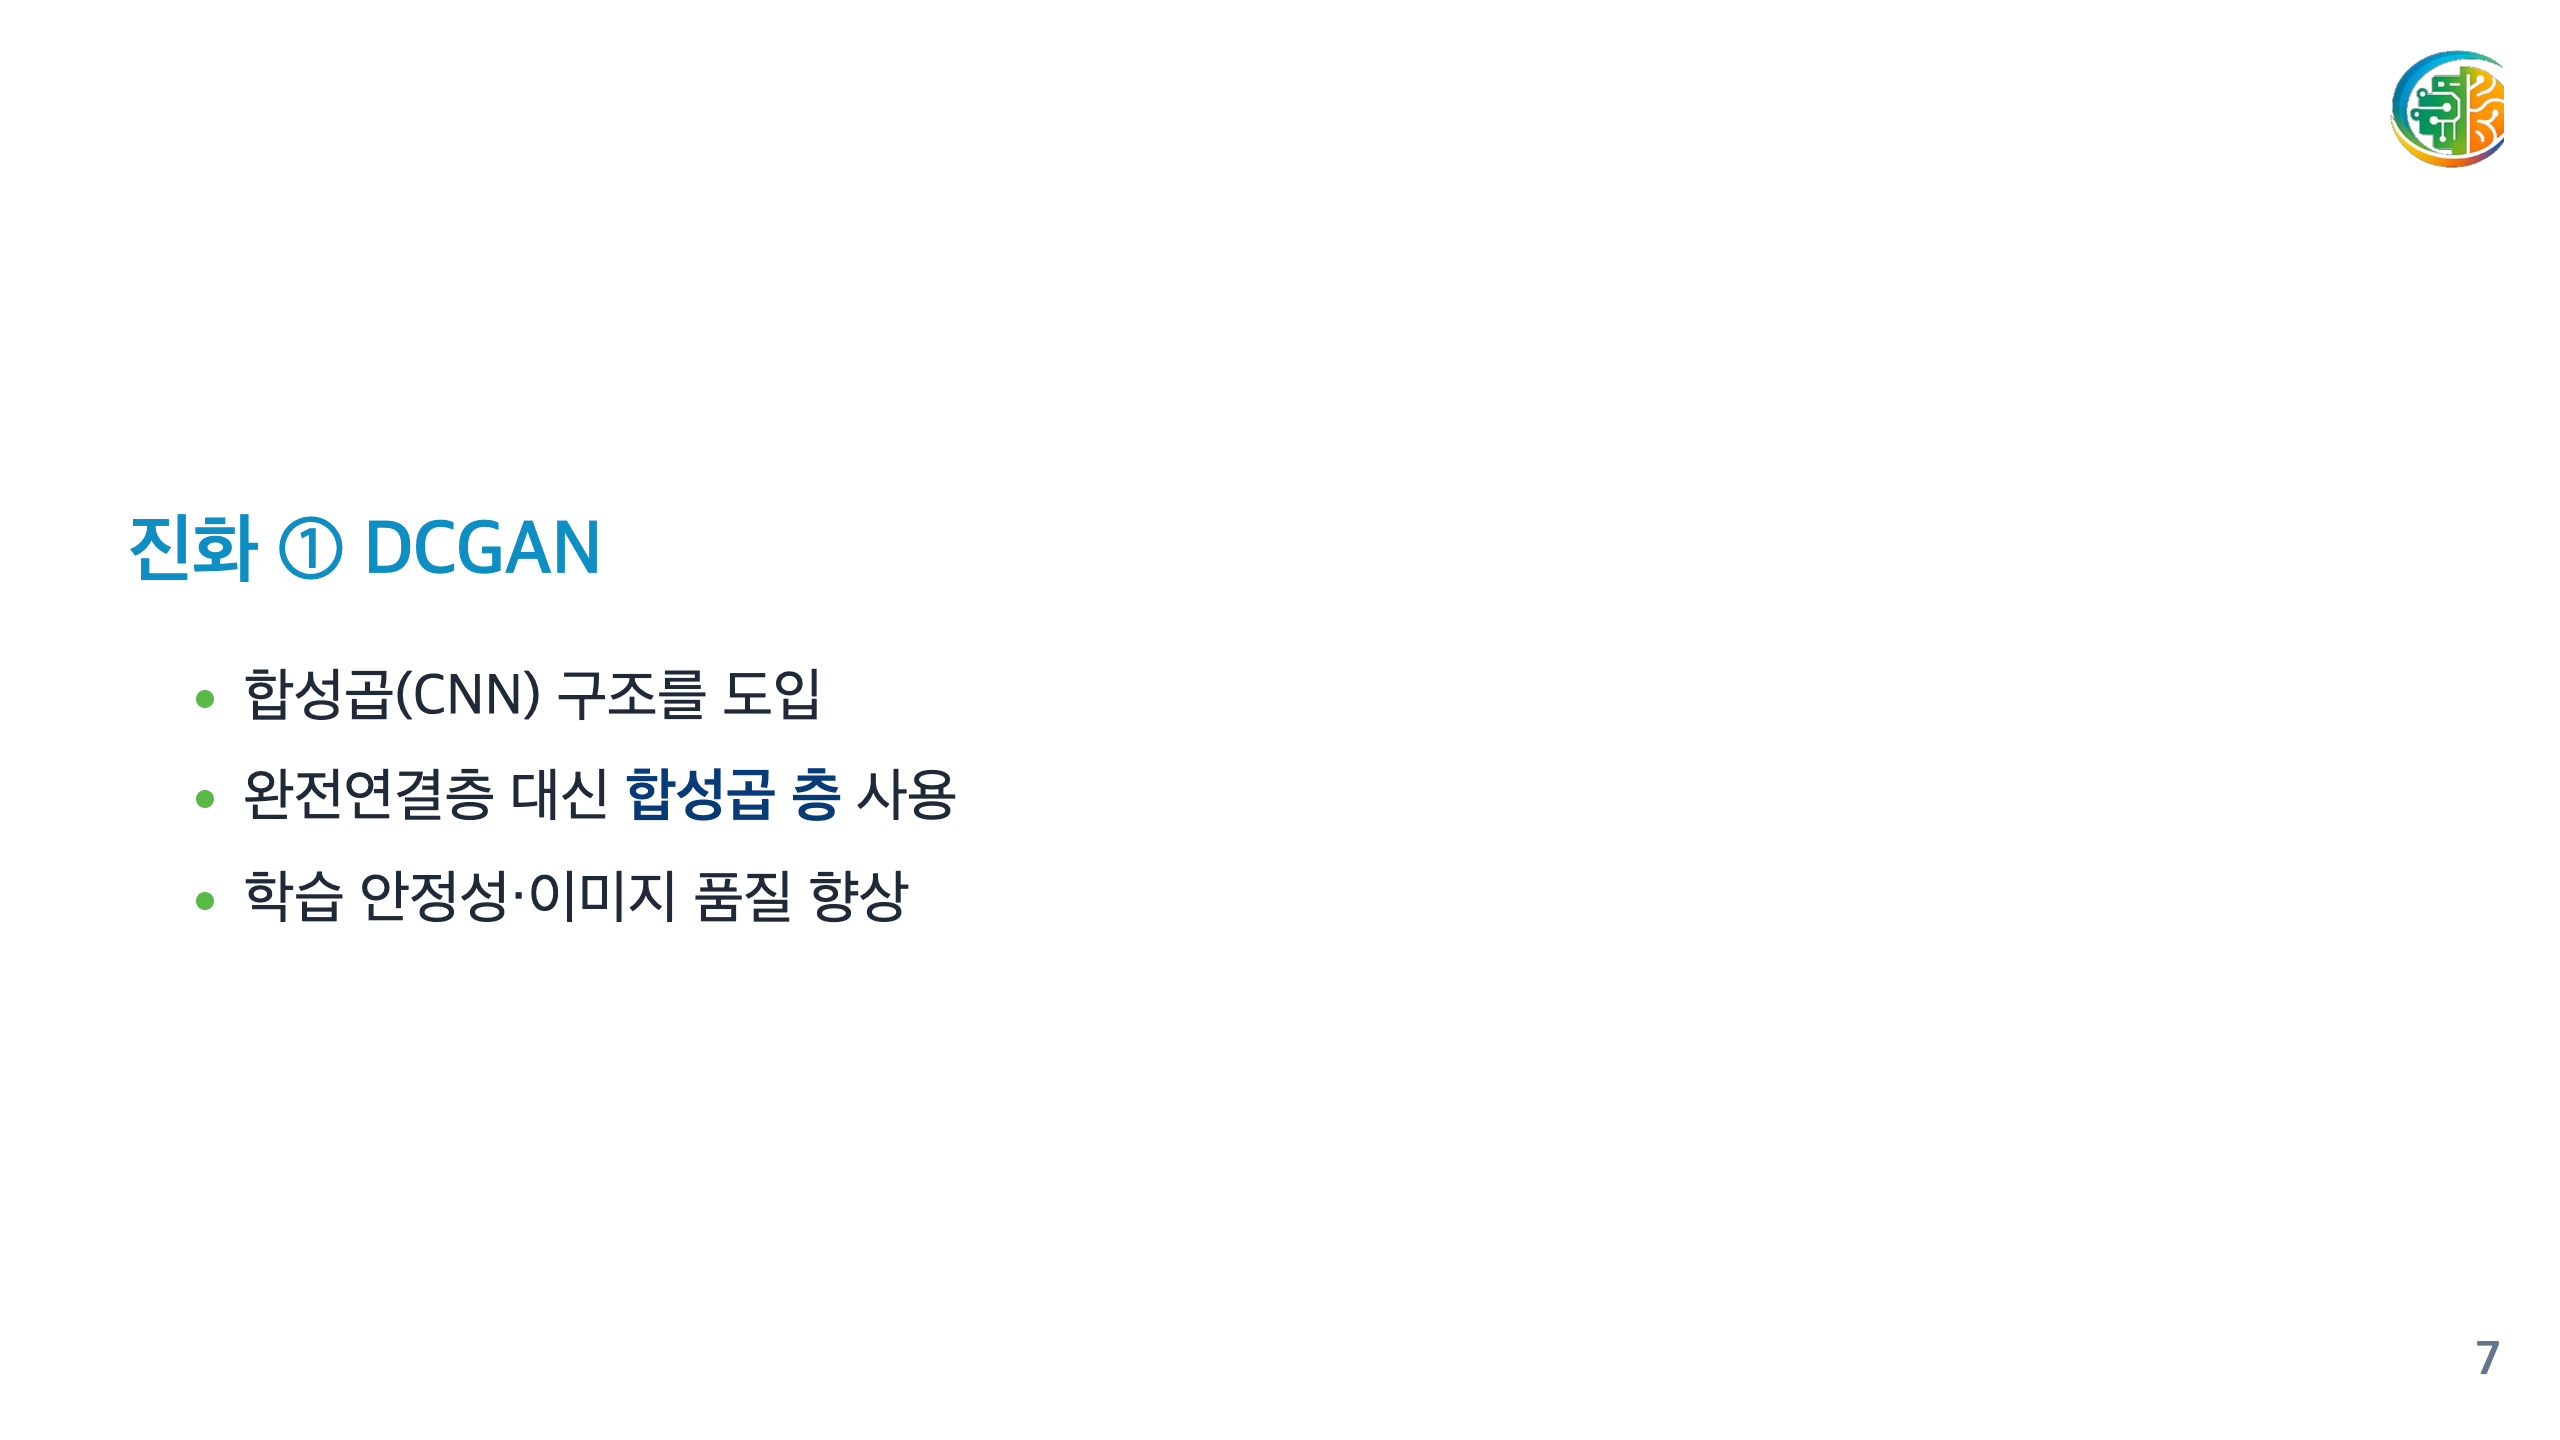 진화 ① DCGAN
• 합성곱(CNN) 구조를 도입
• 완전연결층 대신 합성곱 층 사용
• 학습 안정성·이미지 품질 향상
7